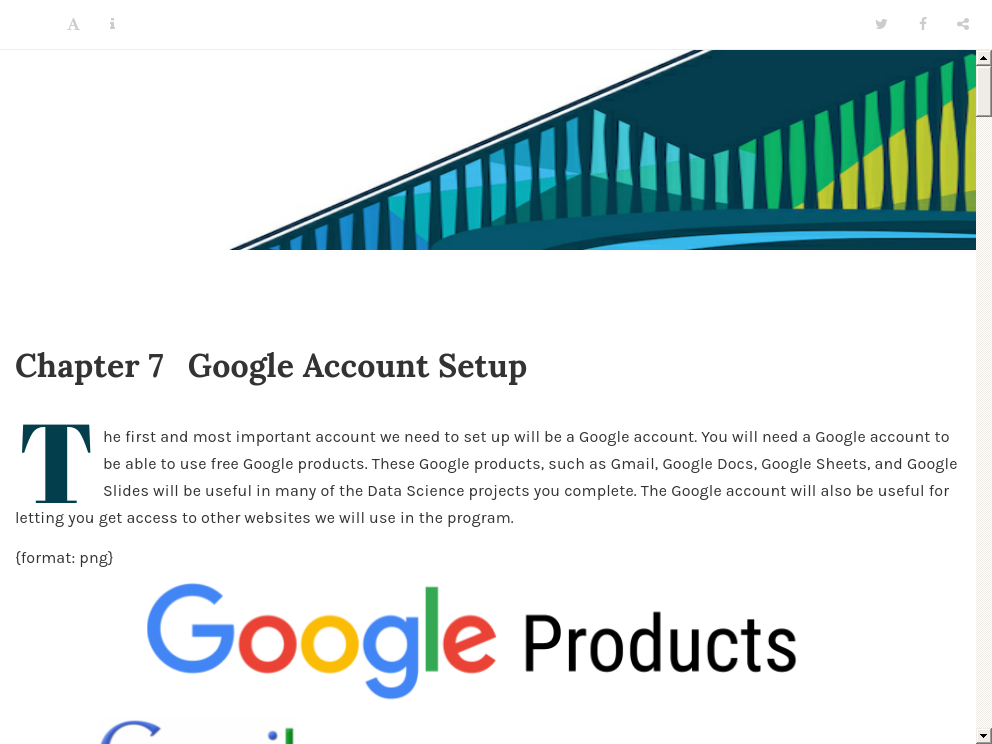 Chapter 7 Google Account Setup
The first and most important account we need to set up will be a Google account. You will need a Google account to
be able to use free Google products. These Google products, such as Gmail, Google Docs, Google Sheets, and Google
Slides will be useful in many of the Data Science projects you complete. The Google account will also be useful for
letting you get access to other websites we will use in the program.
{format: png}
Google Products